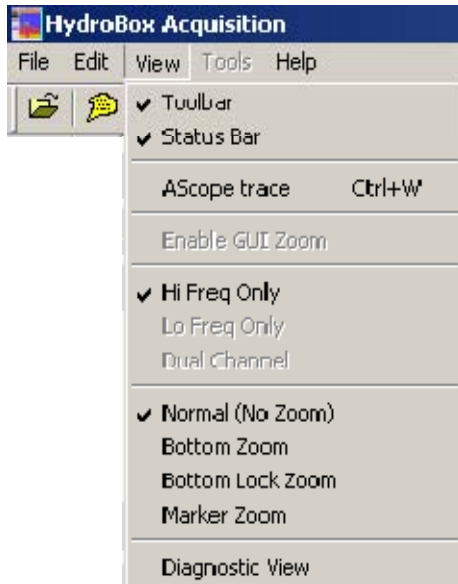 HydroBox Acquisition
File Edit View Tools Help
Toolbar
Status Bar
AScope trace Ctrl+W
Enable GUI Zoom
Hi Freq Only
Lo Freq Only
Dual Channel
Normal (No Zoom)
Bottom Zoom
Bottom Lock Zoom
Marker Zoom
Diagnostic View